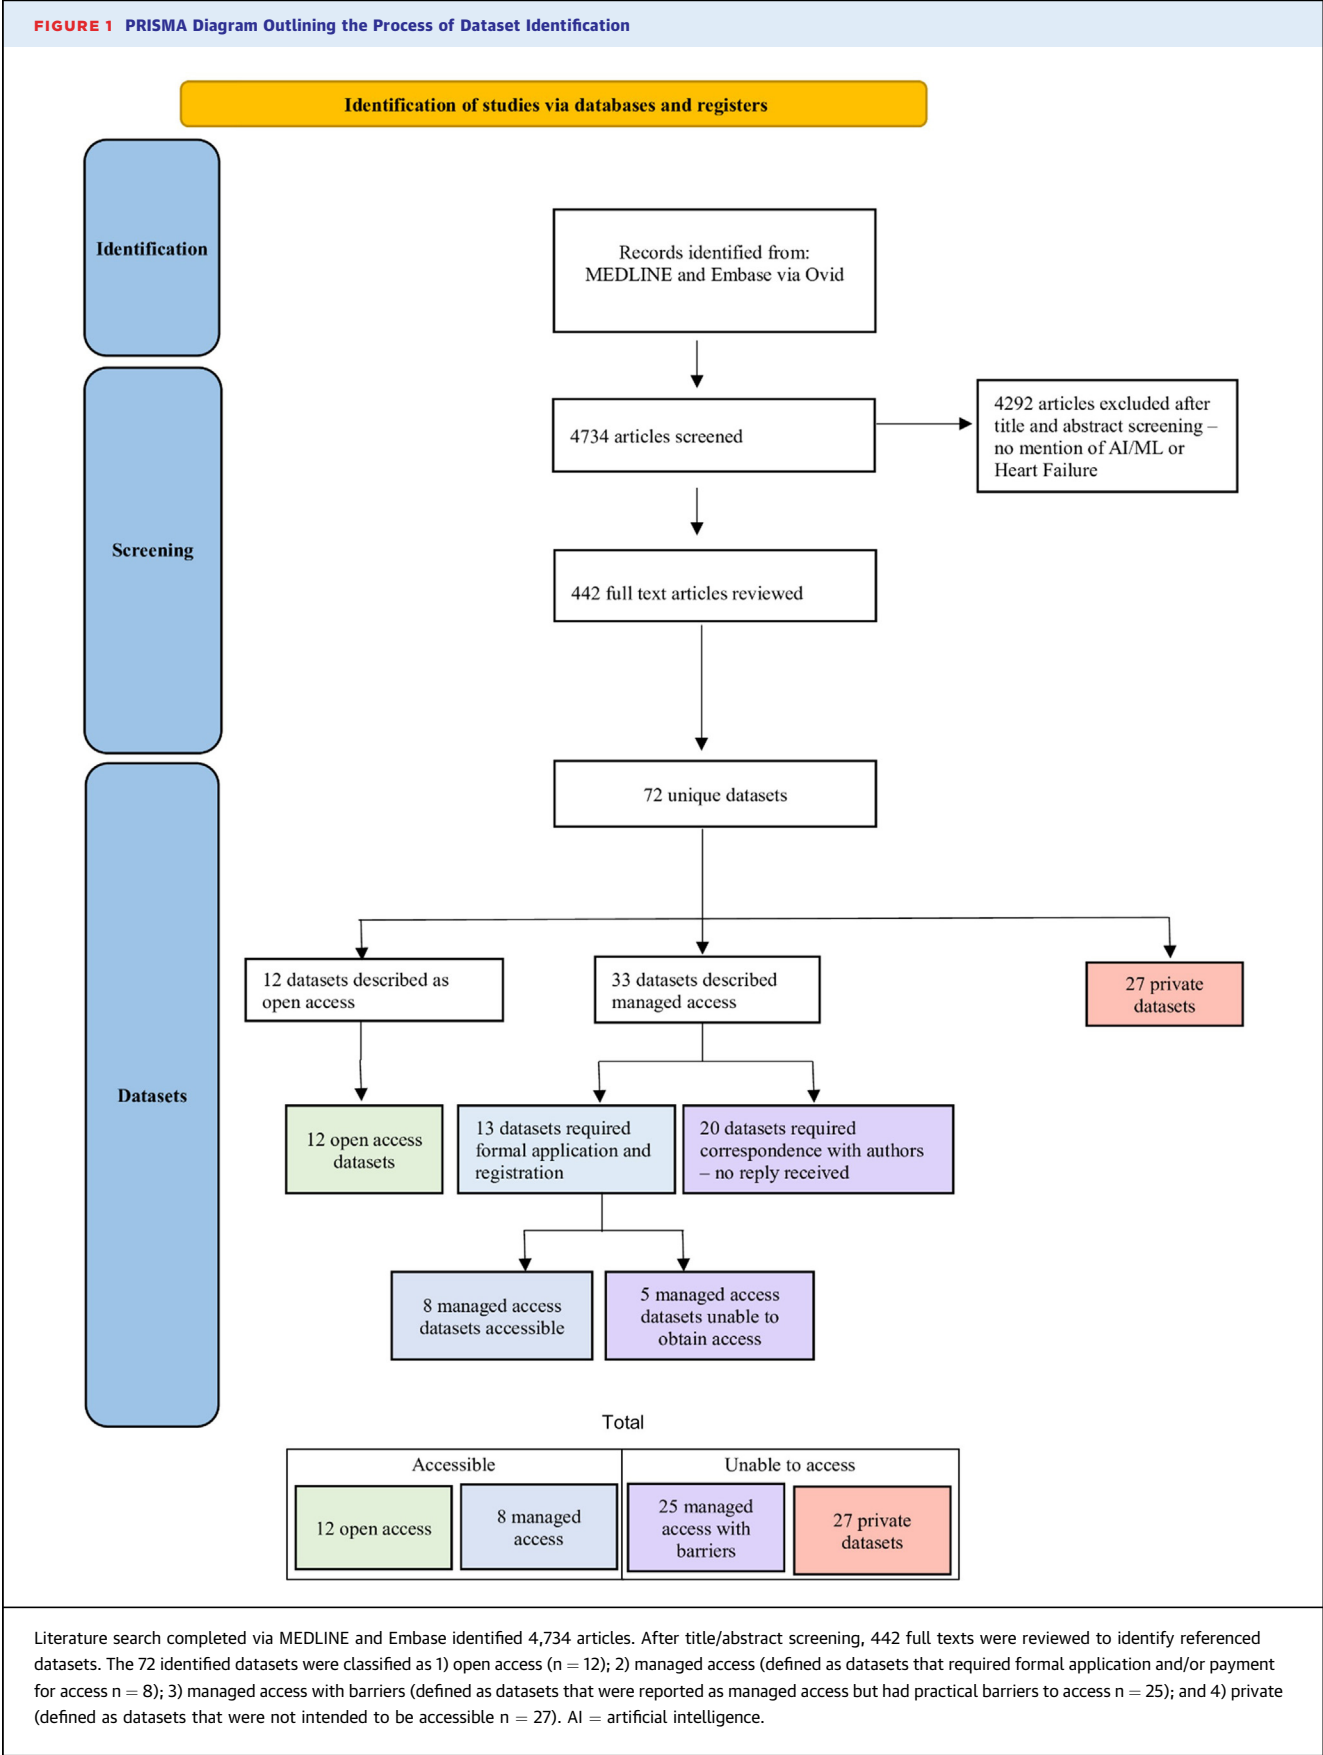 FIGURE 1 PRISMA Diagram Outlining the Process of Dataset Identification
Identification of studies via databases and registers
Identification
Records identified from:
MEDLINE and Embase via Ovid
Screening
4734 articles screened
4292 articles excluded after
title and abstract screening –
no mention of AI/ML or
Heart Failure
442 full text articles reviewed
Datasets
72 unique datasets
12 datasets described as
open access
33 datasets described
managed access
27 private
datasets
12 open access
datasets
13 datasets required
formal application and
registration
20 datasets required
correspondence with authors
– no reply received
8 managed access
datasets accessible
5 managed access
datasets unable to
obtain access
Total
Accessible
Unable to access
12 open access
8 managed
access
25 managed
access with
barriers
27 private
datasets
Literature search completed via MEDLINE and Embase identified 4,734 articles. After title/abstract screening, 442 full texts were reviewed to identify referenced
datasets. The 72 identified datasets were classified as 1) open access (n = 12); 2) managed access (defined as datasets that required formal application and/or payment
for access n = 8); 3) managed access with barriers (defined as datasets that were reported as managed access but had practical barriers to access n = 25); and 4) private
(defined as datasets that were not intended to be accessible n = 27). AI = artificial intelligence.